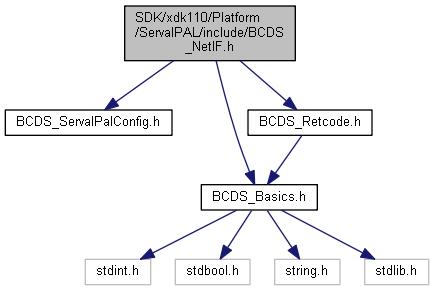 SDK/xdk110/Platform
/ServalPAL/include/BCDS
_NetIF.h
BCDS_ServalPalConfig.h
BCDS_Retcode.h
BCDS_Basics.h
stdint.h
stdbool.h
string.h
stdlib.h